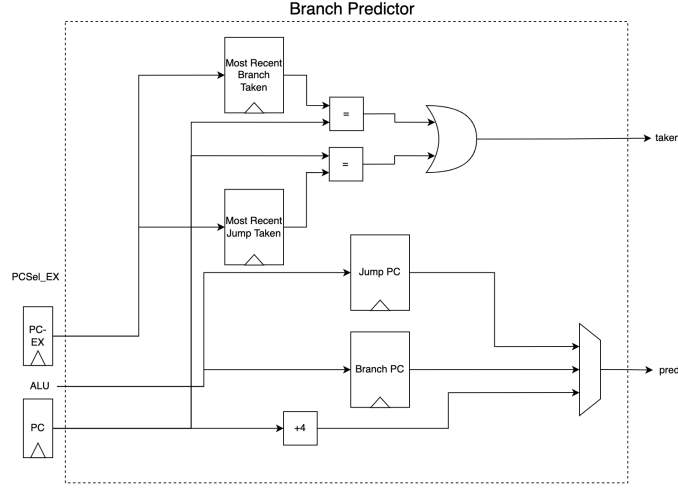 Branch Predictor
Most Recent
Branch
Taken
=
taken
=
Most Recent
Jump Taken
PCSel_EX
Jump PC
PC-
EX
Branch PC
pred
ALU
PC
+4